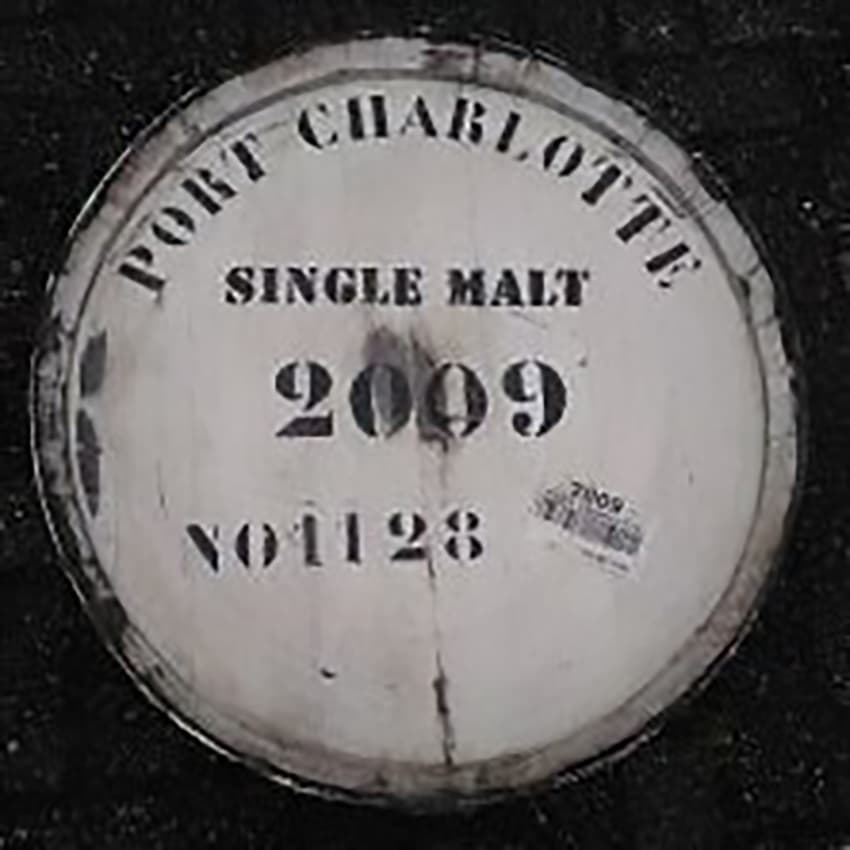 PORT CHARLOTTE
SINGLE MALT
2009
NO1128
2009